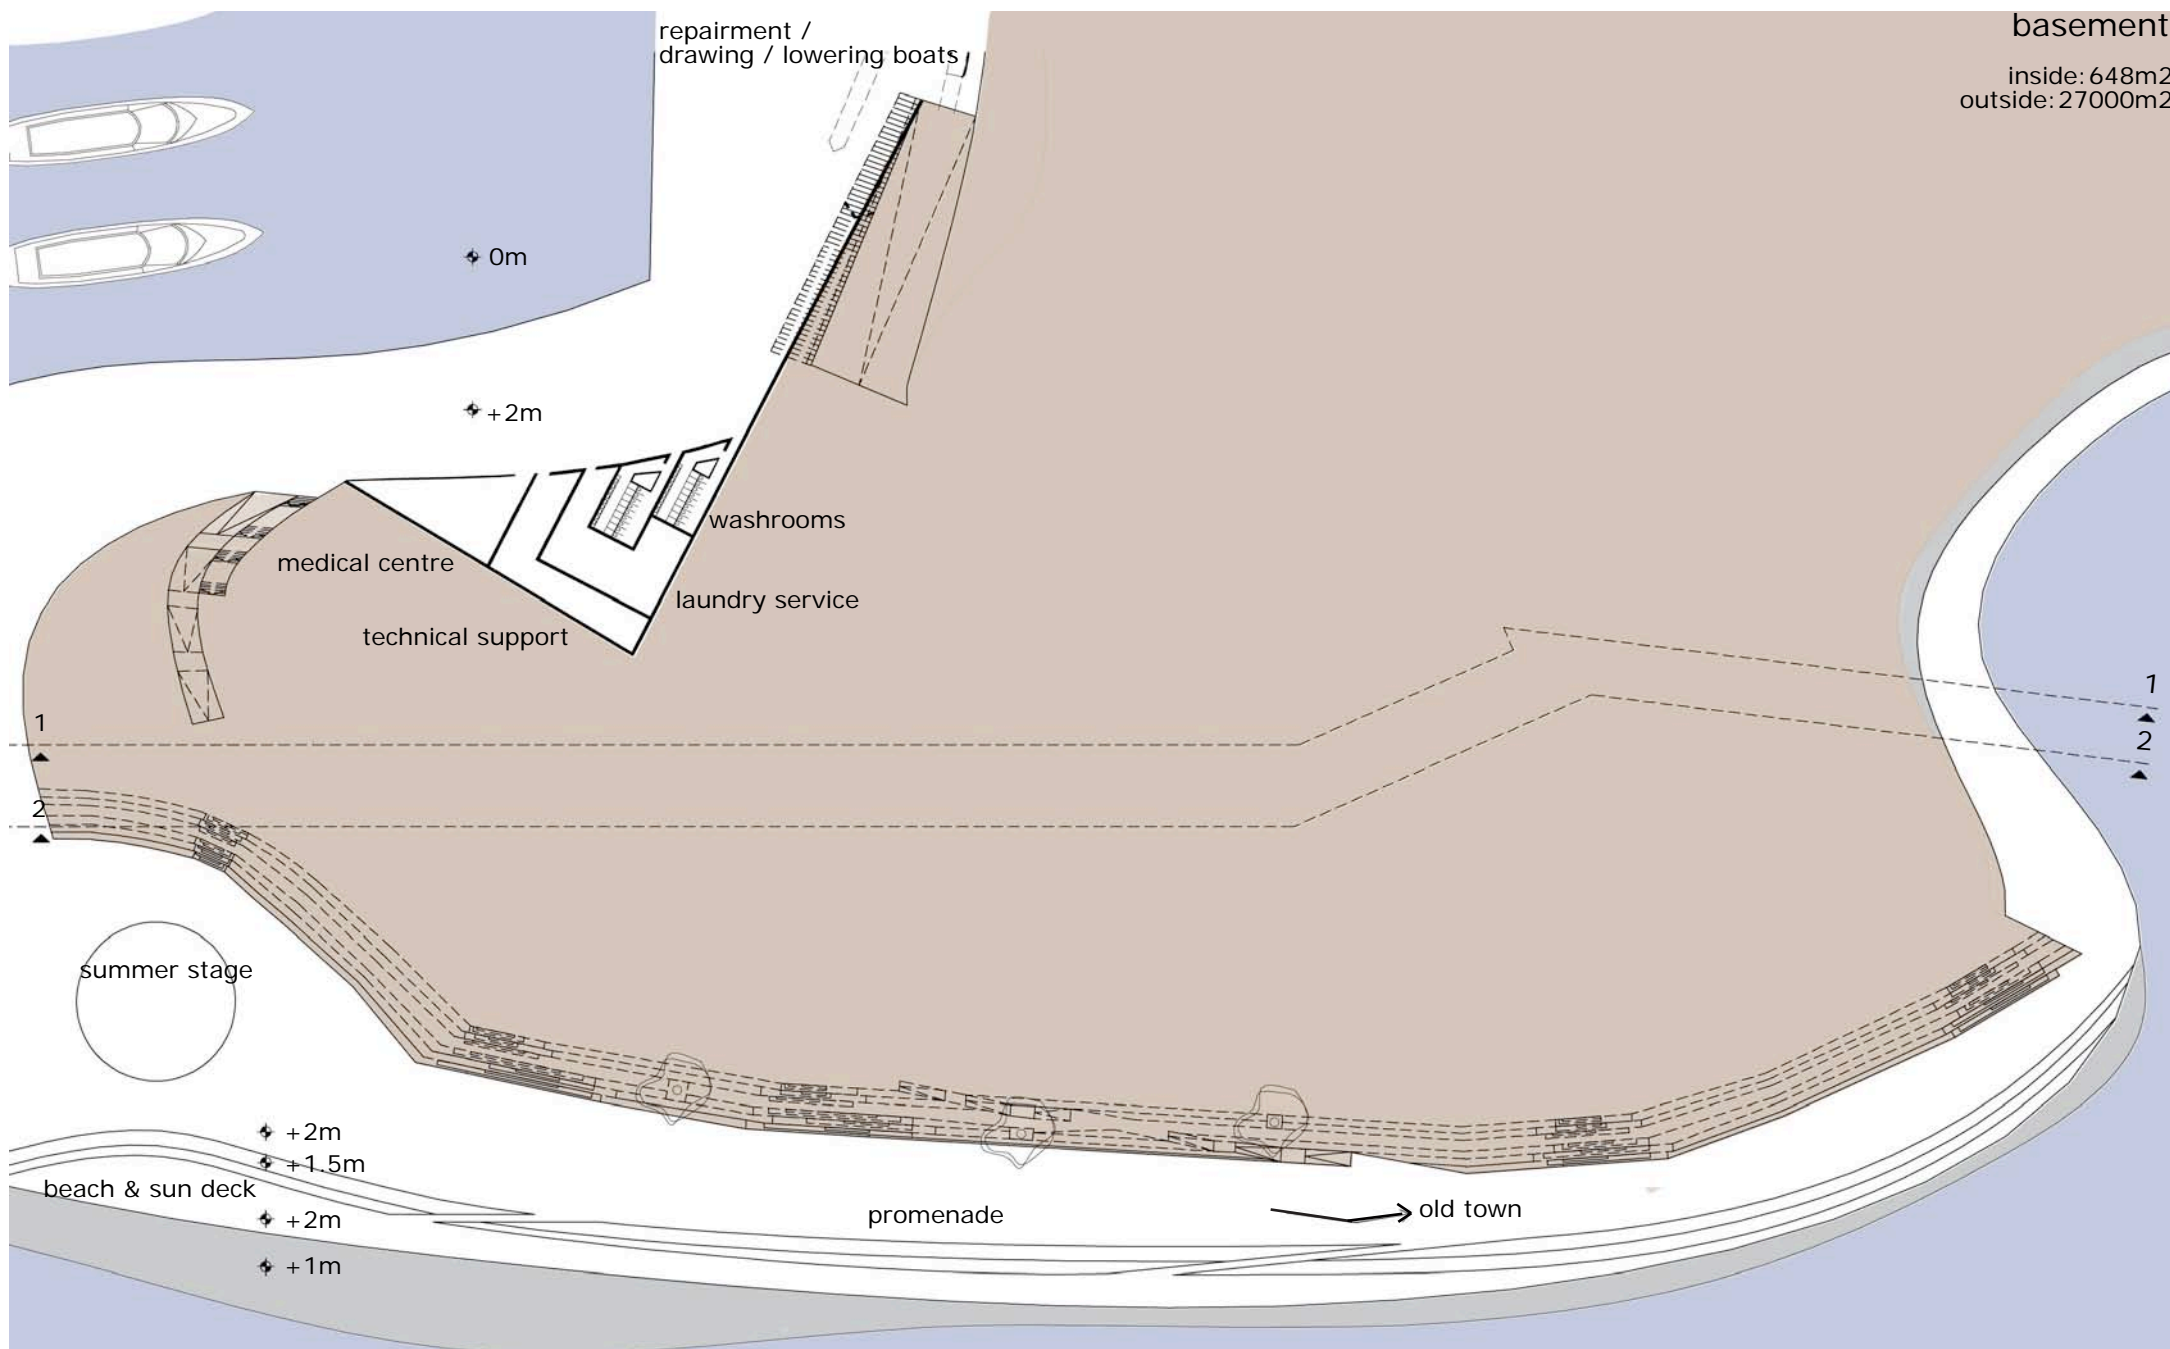 repairment /
drawing / lowering boats
basement
inside:648m2
outside:27000m2
0m
+2m
washrooms
medical centre
laundry service
technical support
1
2
1
2
summer stage
+2m
+1.5m
beach & sun deck
+2m
+1m
promenade
old town